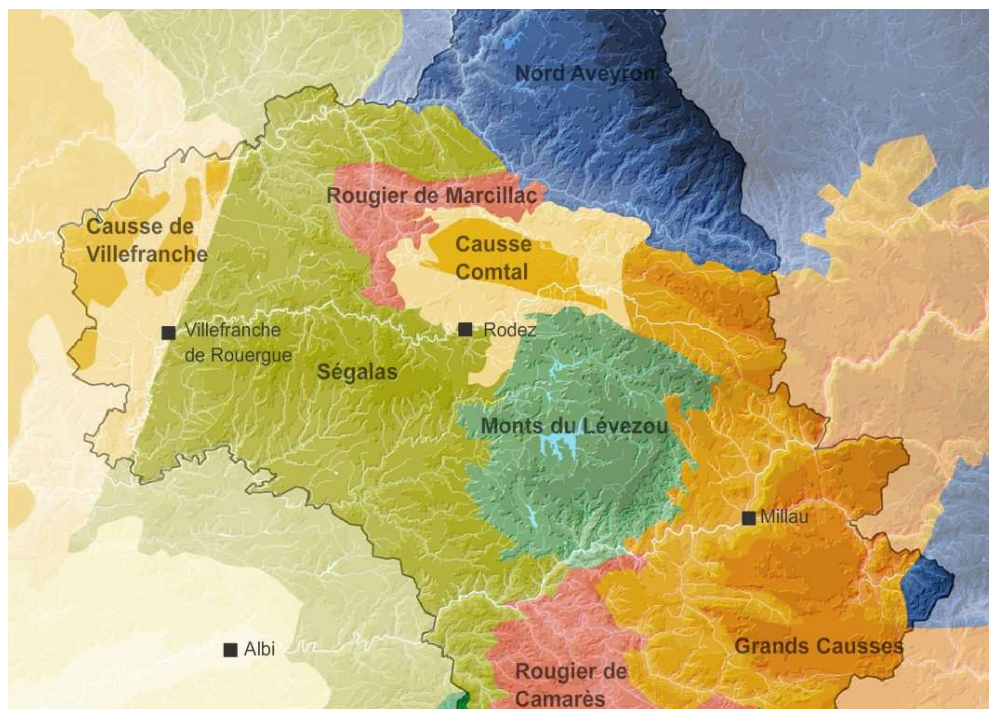 Nord Aveyron
Rougier de Marcillac
Causse de
Villefranche
Causse
Comtal
Villefranche
de Rouergue
Rodez
Ségalas
Monts du Lévezou
Millau
Albi
Grands Causses
Rougier de
Camarès